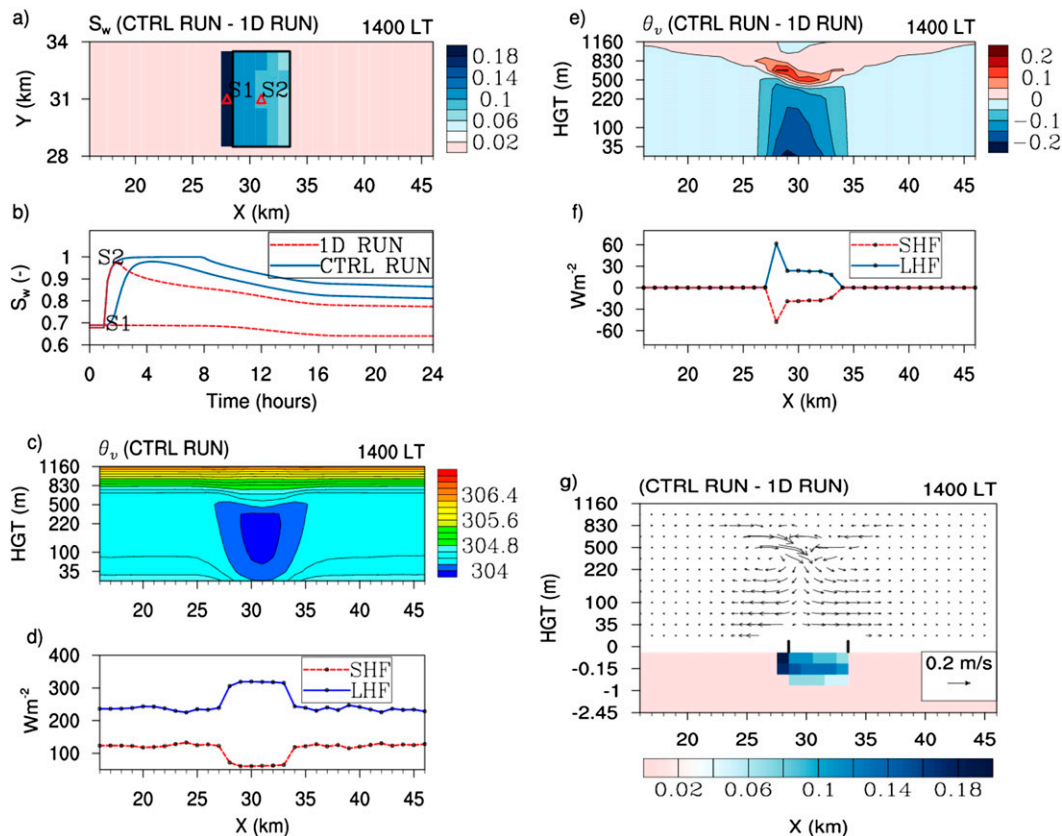 a) S_w (CTRL RUN - 1D RUN) 1400 LT
Y (km)
34
31
28
S1 S2
0.18
0.14
0.1
0.06
0.02
20 25 30 35 40 45
X (km)
b)
S_w (-)
1
0.9
0.8
0.7
0.6
S2
S1
1D RUN
CTRL RUN
0 4 8 12 16 20 24
Time (hours)
c) θ_v (CTRL RUN) 1400 LT
HGT (m)
1160
830
500
220
100
35
306.4
305.6
304.8
304
20 25 30 35 40 45
d)
Wm⁻²
400
300
200
100
SHF
LHF
20 25 30 35 40 45
X (km)
e) θ_v (CTRL RUN - 1D RUN) 1400 LT
HGT (m)
1160
830
500
220
100
35
0.2
0.1
0
-0.1
-0.2
20 25 30 35 40 45
f)
Wm⁻²
60
30
0
-30
-60
SHF
LHF
20 25 30 35 40 45
X (km)
g) (CTRL RUN - 1D RUN) 1400 LT
HGT (m)
1160
830
500
220
100
35
0
-0.15
-1
-2.45
0.2 m/s
20 25 30 35 40 45
0.02 0.06 0.1 0.14 0.18
X (km)